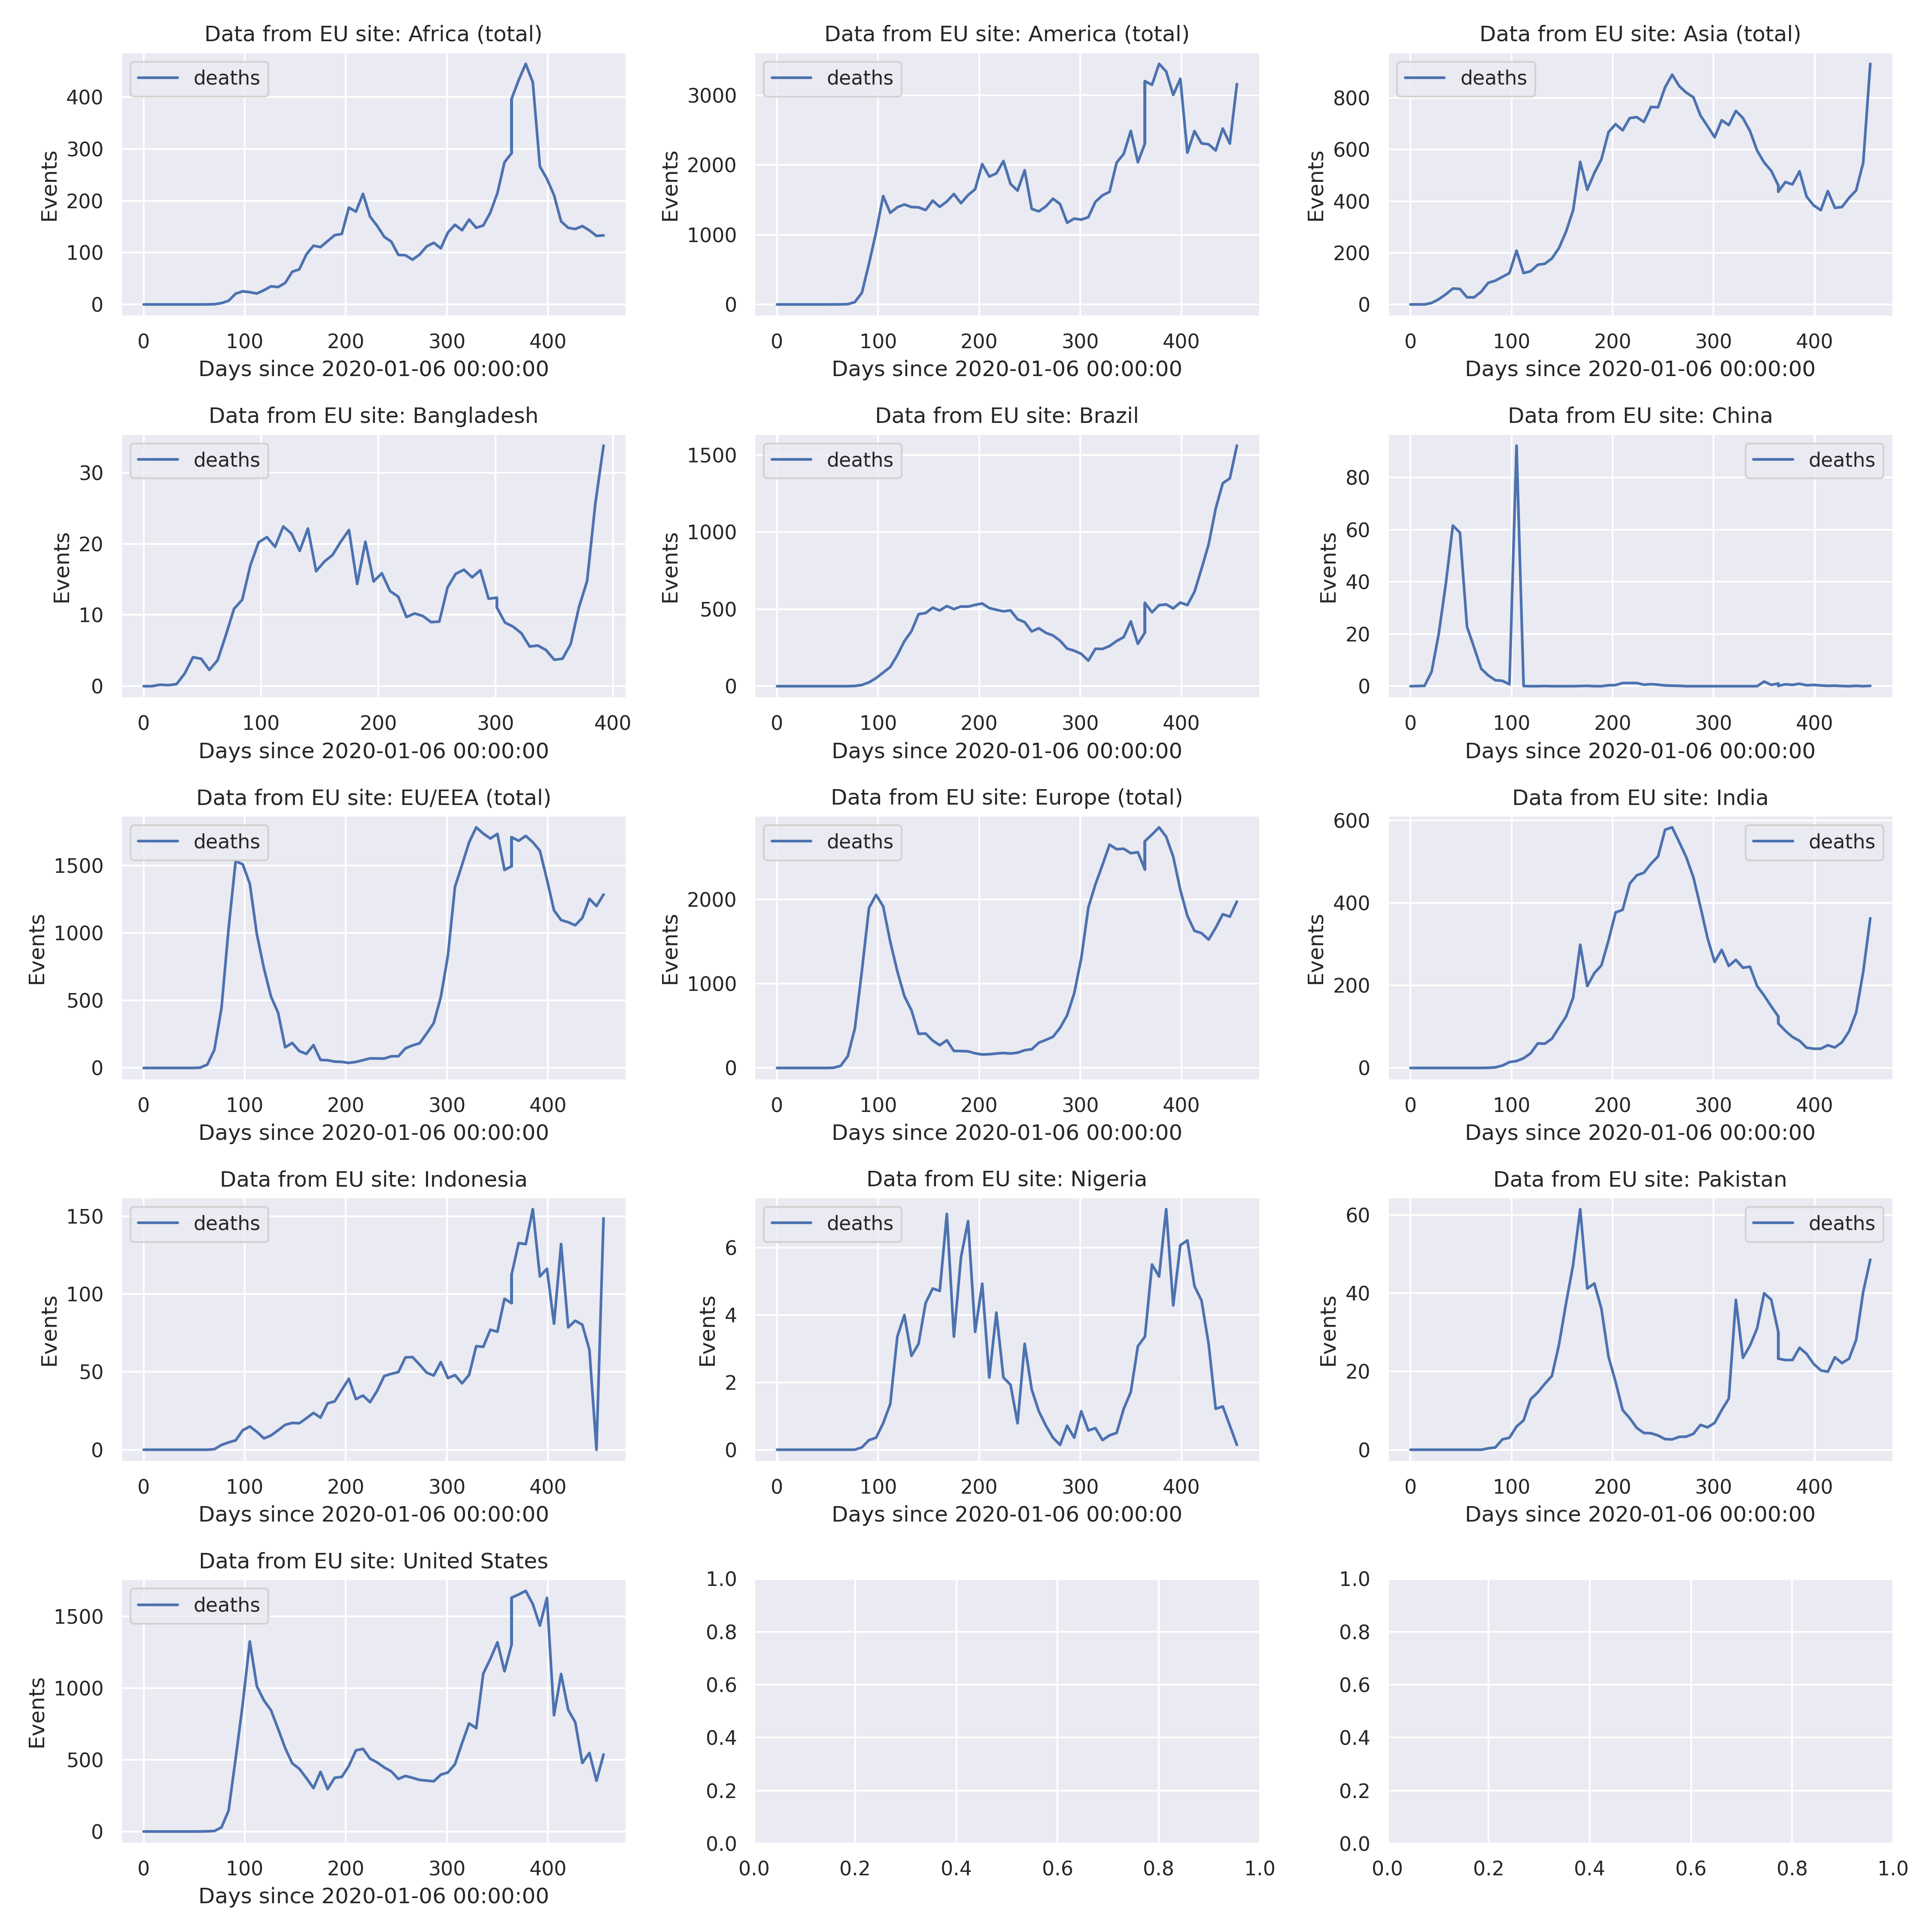 Data from EU site: Africa (total)
deaths
Events
400
300
200
100
0
0 100 200 300 400
Days since 2020-01-06 00:00:00
Data from EU site: America (total)
deaths
Events
3000
2000
1000
0
0 100 200 300 400
Days since 2020-01-06 00:00:00
Data from EU site: Asia (total)
deaths
Events
800
600
400
200
0
0 100 200 300 400
Days since 2020-01-06 00:00:00
Data from EU site: Bangladesh
deaths
Events
30
20
10
0
0 100 200 300 400
Days since 2020-01-06 00:00:00
Data from EU site: Brazil
deaths
Events
1500
1000
500
0
0 100 200 300 400
Days since 2020-01-06 00:00:00
Data from EU site: China
deaths
Events
80
60
40
20
0
0 100 200 300 400
Days since 2020-01-06 00:00:00
Data from EU site: EU/EEA (total)
deaths
Events
1500
1000
500
0
0 100 200 300 400
Days since 2020-01-06 00:00:00
Data from EU site: Europe (total)
deaths
Events
2000
1000
0
0 100 200 300 400
Days since 2020-01-06 00:00:00
Data from EU site: India
deaths
Events
600
400
200
0
0 100 200 300 400
Days since 2020-01-06 00:00:00
Data from EU site: Indonesia
deaths
Events
150
100
50
0
0 100 200 300 400
Days since 2020-01-06 00:00:00
Data from EU site: Nigeria
deaths
Events
6
4
2
0
0 100 200 300 400
Days since 2020-01-06 00:00:00
Data from EU site: Pakistan
deaths
Events
60
40
20
0
0 100 200 300 400
Days since 2020-01-06 00:00:00
Data from EU site: United States
deaths
Events
1500
1000
500
0
0 100 200 300 400
Days since 2020-01-06 00:00:00
1.0
0.8
0.6
0.4
0.2
0.0
0.0 0.2 0.4 0.6 0.8 1.0
1.0
0.8
0.6
0.4
0.2
0.0
0.0 0.2 0.4 0.6 0.8 1.0